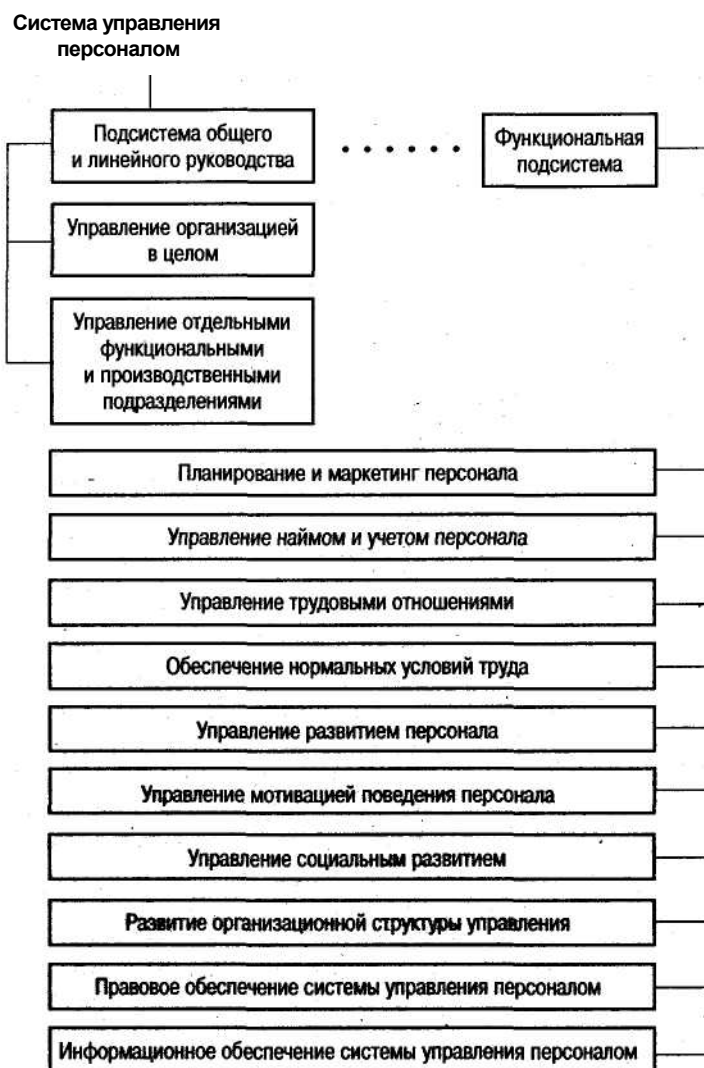 Система управления
персоналом
Подсистема общего
и линейного руководства
Функциональная
подсистема
Управление организацией
в целом
Управление отдельными
функциональными
и производственными
подразделениями
Планирование и маркетинг персонала
Управление наймом и учетом персонала
Управление трудовыми отношениями
Обеспечение нормальных условий труда
Управление развитием персонала
Управление мотивацией поведения персонала
Управление социальным развитием
Развитие организационной структуры управления
Правовое обеспечение системы управления персоналом
Информационное обеспечение системы управления персоналом